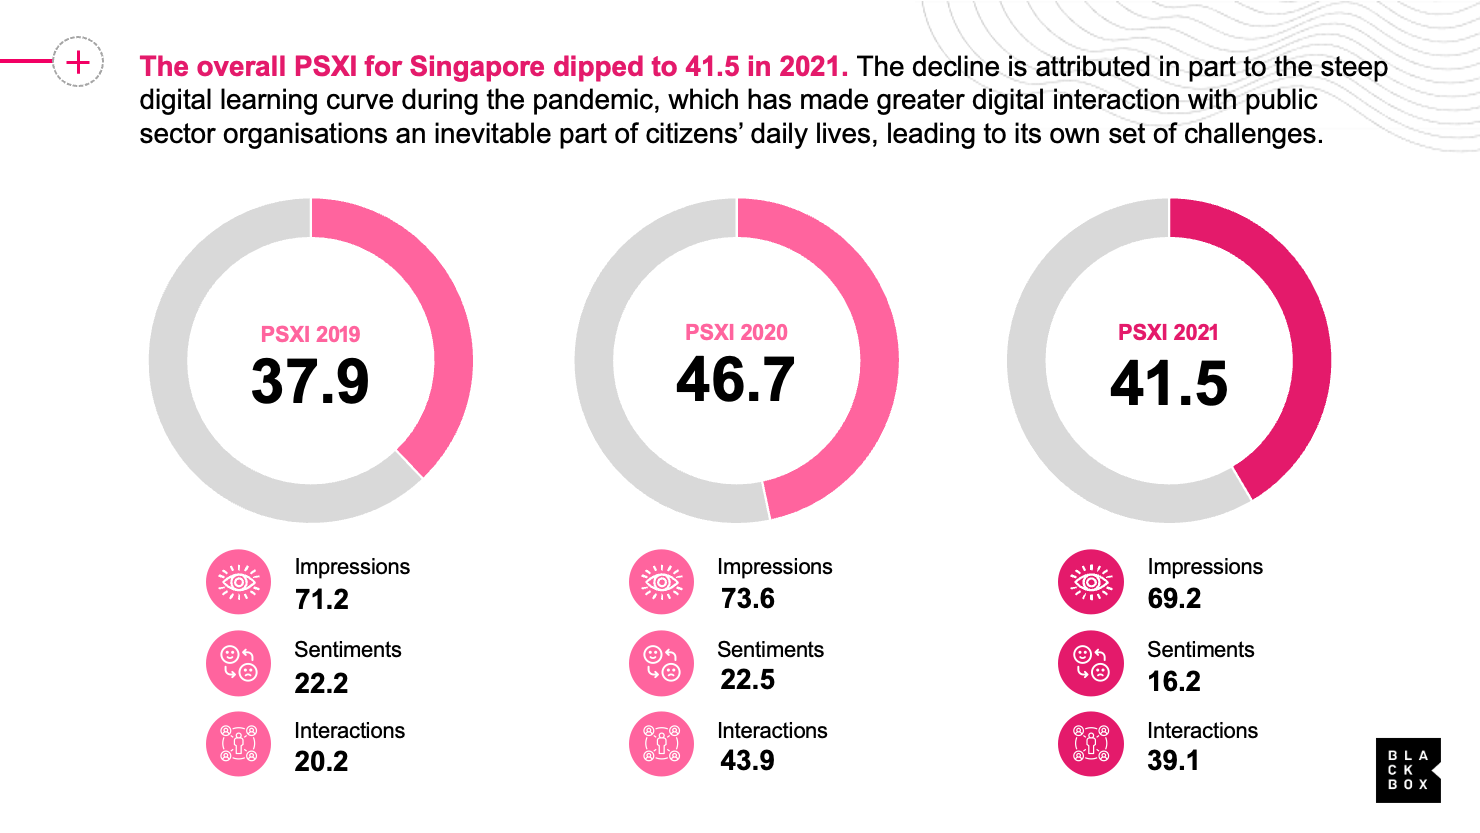 The overall PSXI for Singapore dipped to 41.5 in 2021. The decline is attributed in part to the steep
digital learning curve during the pandemic, which has made greater digital interaction with public
sector organisations an inevitable part of citizens’ daily lives, leading to its own set of challenges.
PSXI 2019
37.9
Impressions
71.2
Sentiments
22.2
Interactions
20.2
PSXI 2020
46.7
Impressions
73.6
Sentiments
22.5
Interactions
43.9
PSXI 2021
41.5
Impressions
69.2
Sentiments
16.2
Interactions
39.1
BLA
CK
BOX